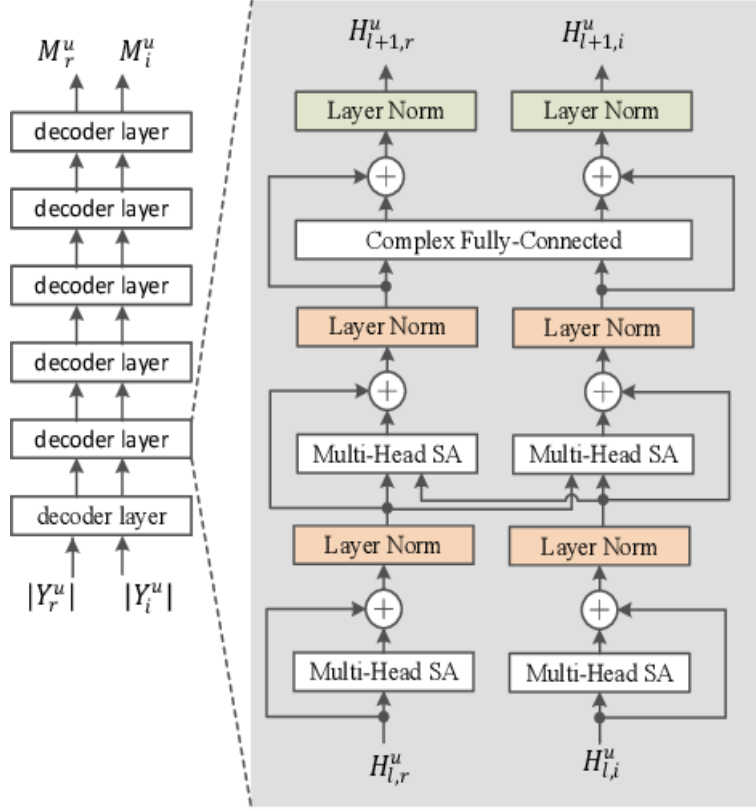 M_r^u M_i^u
decoder layer
decoder layer
decoder layer
decoder layer
decoder layer
decoder layer
|Y_r^u| |Y_i^u|
H_{l+1,r}^u H_{l+1,i}^u
Layer Norm Layer Norm
+ +
Complex Fully-Connected
Layer Norm Layer Norm
+ +
Multi-Head SA Multi-Head SA
Layer Norm Layer Norm
+ +
Multi-Head SA Multi-Head SA
H_{l,r}^u H_{l,i}^u